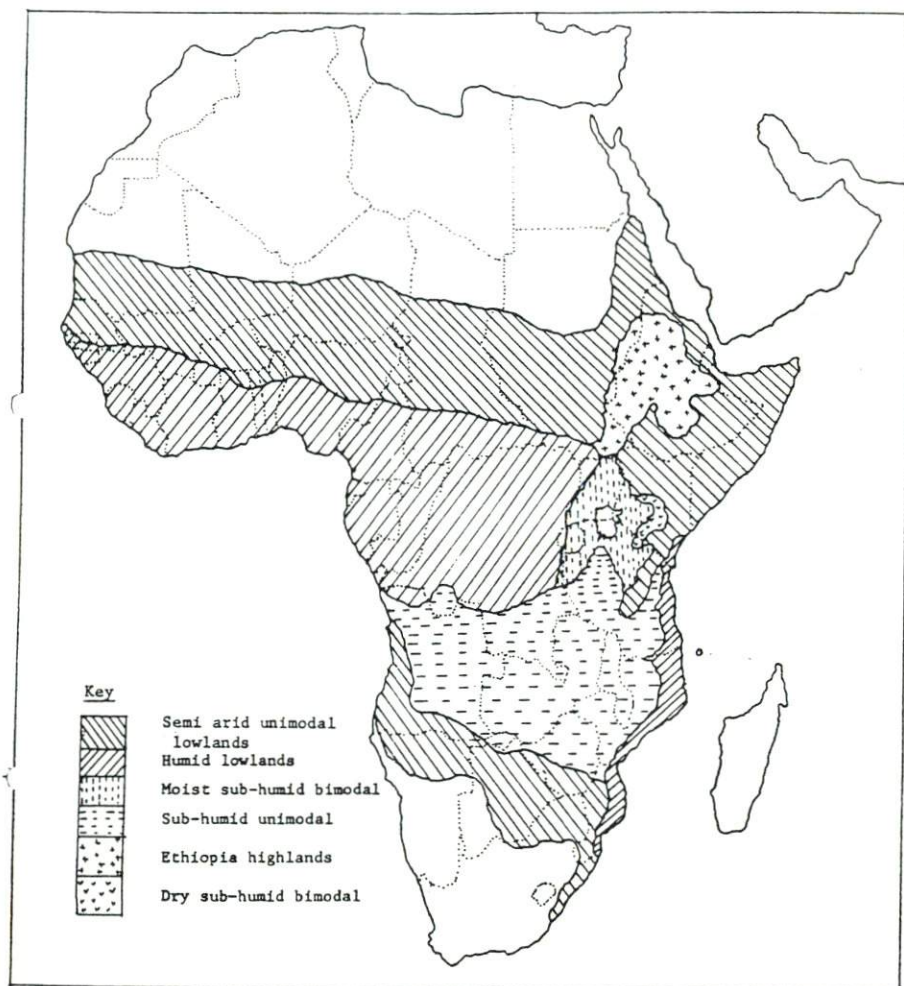 Key
Semi arid unimodal
lowlands
Humid lowlands
Moist sub-humid bimodal
Sub-humid unimodal
Ethiopia highlands
Dry sub-humid bimodal